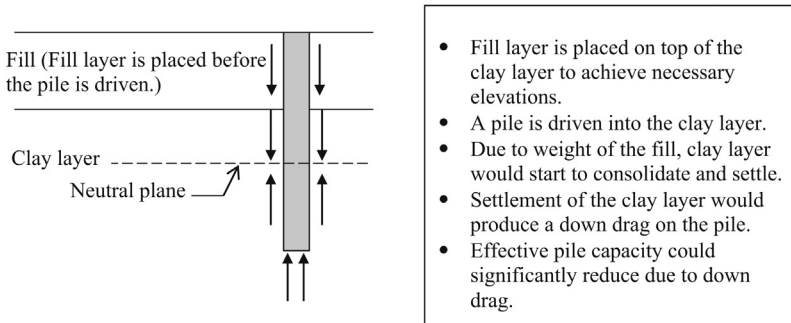 Fill (Fill layer is placed before
the pile is driven.)
Clay layer
Neutral plane
• Fill layer is placed on top of the
clay layer to achieve necessary
elevations.
• A pile is driven into the clay layer.
• Due to weight of the fill, clay layer
would start to consolidate and settle.
• Settlement of the clay layer would
produce a down drag on the pile.
• Effective pile capacity could
significantly reduce due to down
drag.